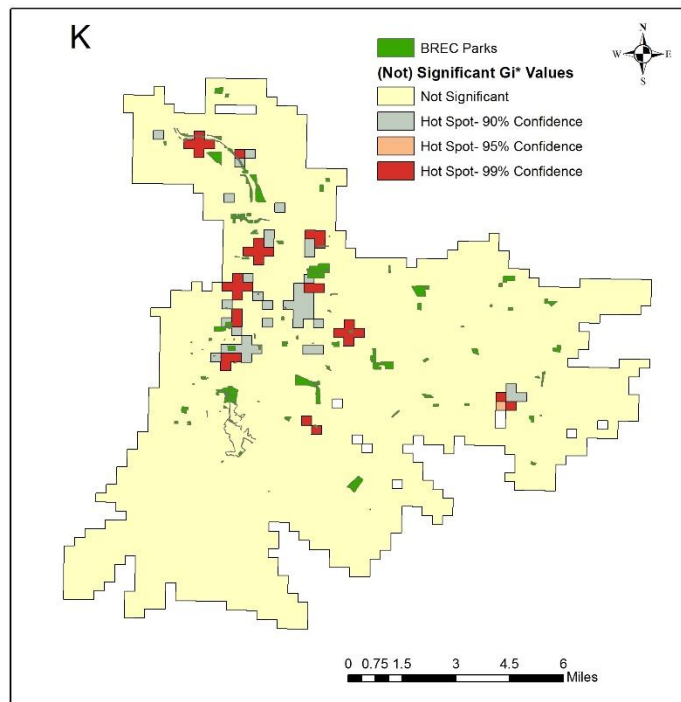 K
BREC Parks
(Not) Significant Gi* Values
Not Significant
Hot Spot- 90% Confidence
Hot Spot- 95% Confidence
Hot Spot- 99% Confidence
N
W E
S
0 0.75 1.5 3 4.5 6
Miles